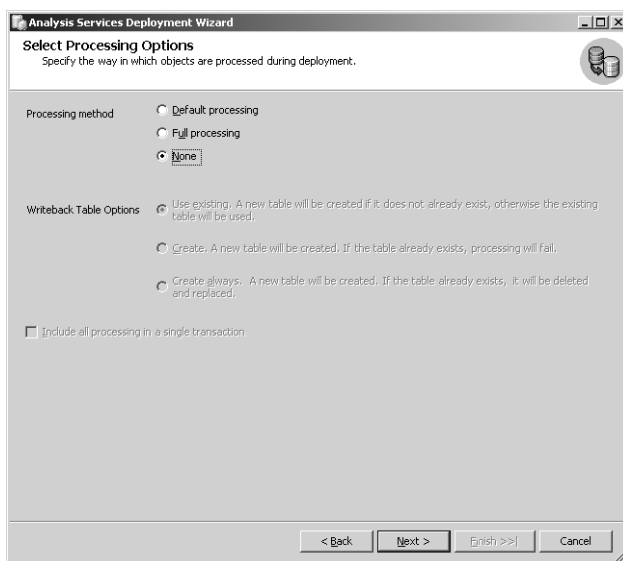 Analysis Services Deployment Wizard
Select Processing Options
Specify the way in which objects are processed during deployment.
Processing method
Default processing
Full processing
None
Writeback Table Options
Use existing. A new table will be created if it does not already exist, otherwise the existing
table will be used.
Create. A new table will be created. If the table already exists, processing will fail.
Create always. A new table will be created. If the table already exists, it will be deleted
and replaced.
Include all processing in a single transaction
< Back
Next >
Finish >>|
Cancel